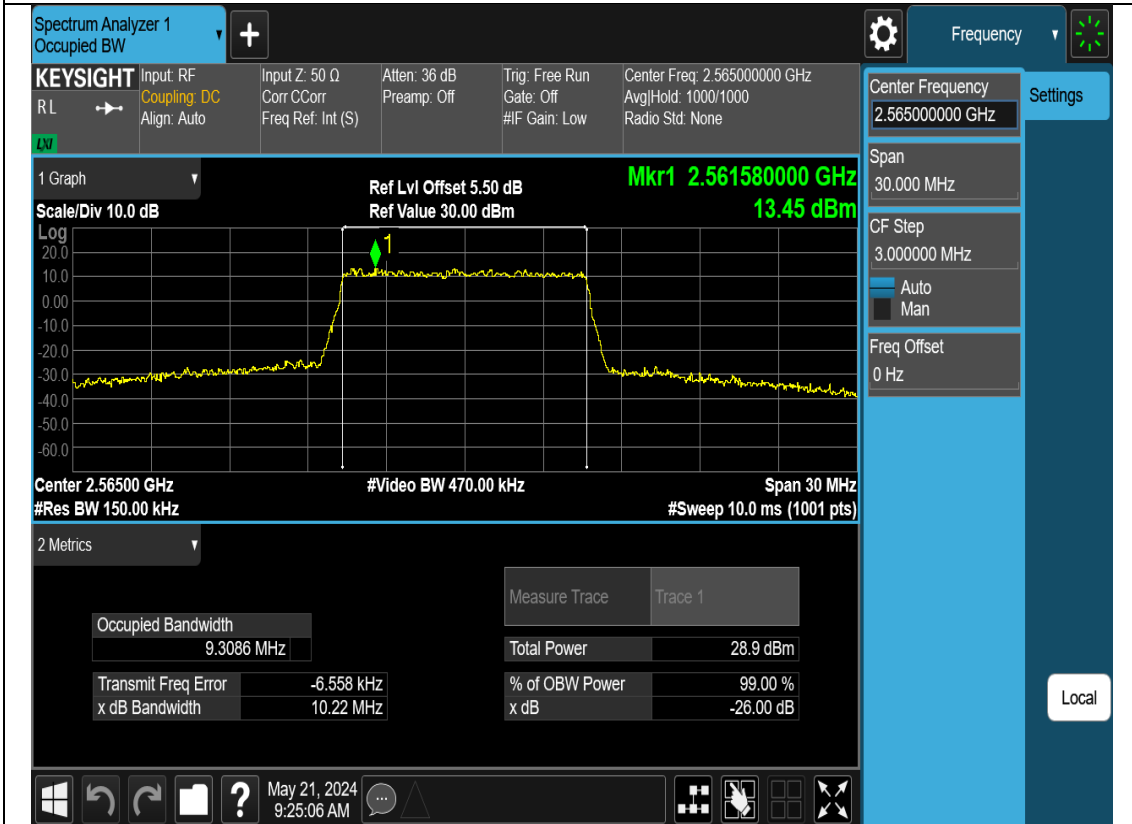 Spectrum Analyzer 1
Occupied BW
+
Frequency
KEYSIGHT
RL
LXI
Input: RF
Coupling: DC
Align: Auto
Input Z: 50 Ω
Corr CCorr
Freq Ref: Int (S)
Atten: 36 dB
Preamp: Off
Trig: Free Run
Gate: Off
#IF Gain: Low
Center Freq: 2.565000000 GHz
Avg|Hold: 1000/1000
Radio Std: None
Center Frequency
2.565000000 GHz
Settings
Span
30.000 MHz
CF Step
3.000000 MHz
Auto
Man
Freq Offset
0 Hz
Local
1 Graph
Scale/Div 10.0 dB
Ref Lvl Offset 5.50 dB
Ref Value 30.00 dBm
Mkr1 2.561580000 GHz
13.45 dBm
Log
1
20.0
10.0
0.00
-10.0
-20.0
-30.0
-40.0
-50.0
-60.0
Center 2.56500 GHz
#Res BW 150.00 kHz
#Video BW 470.00 kHz
Span 30 MHz
#Sweep 10.0 ms (1001 pts)
2 Metrics
Measure Trace Trace 1
Occupied Bandwidth
9.3086 MHz
Total Power 28.9 dBm
Transmit Freq Error -6.558 kHz
% of OBW Power 99.00 %
x dB Bandwidth 10.22 MHz
x dB -26.00 dB
?
May 21, 2024
9:25:06 AM